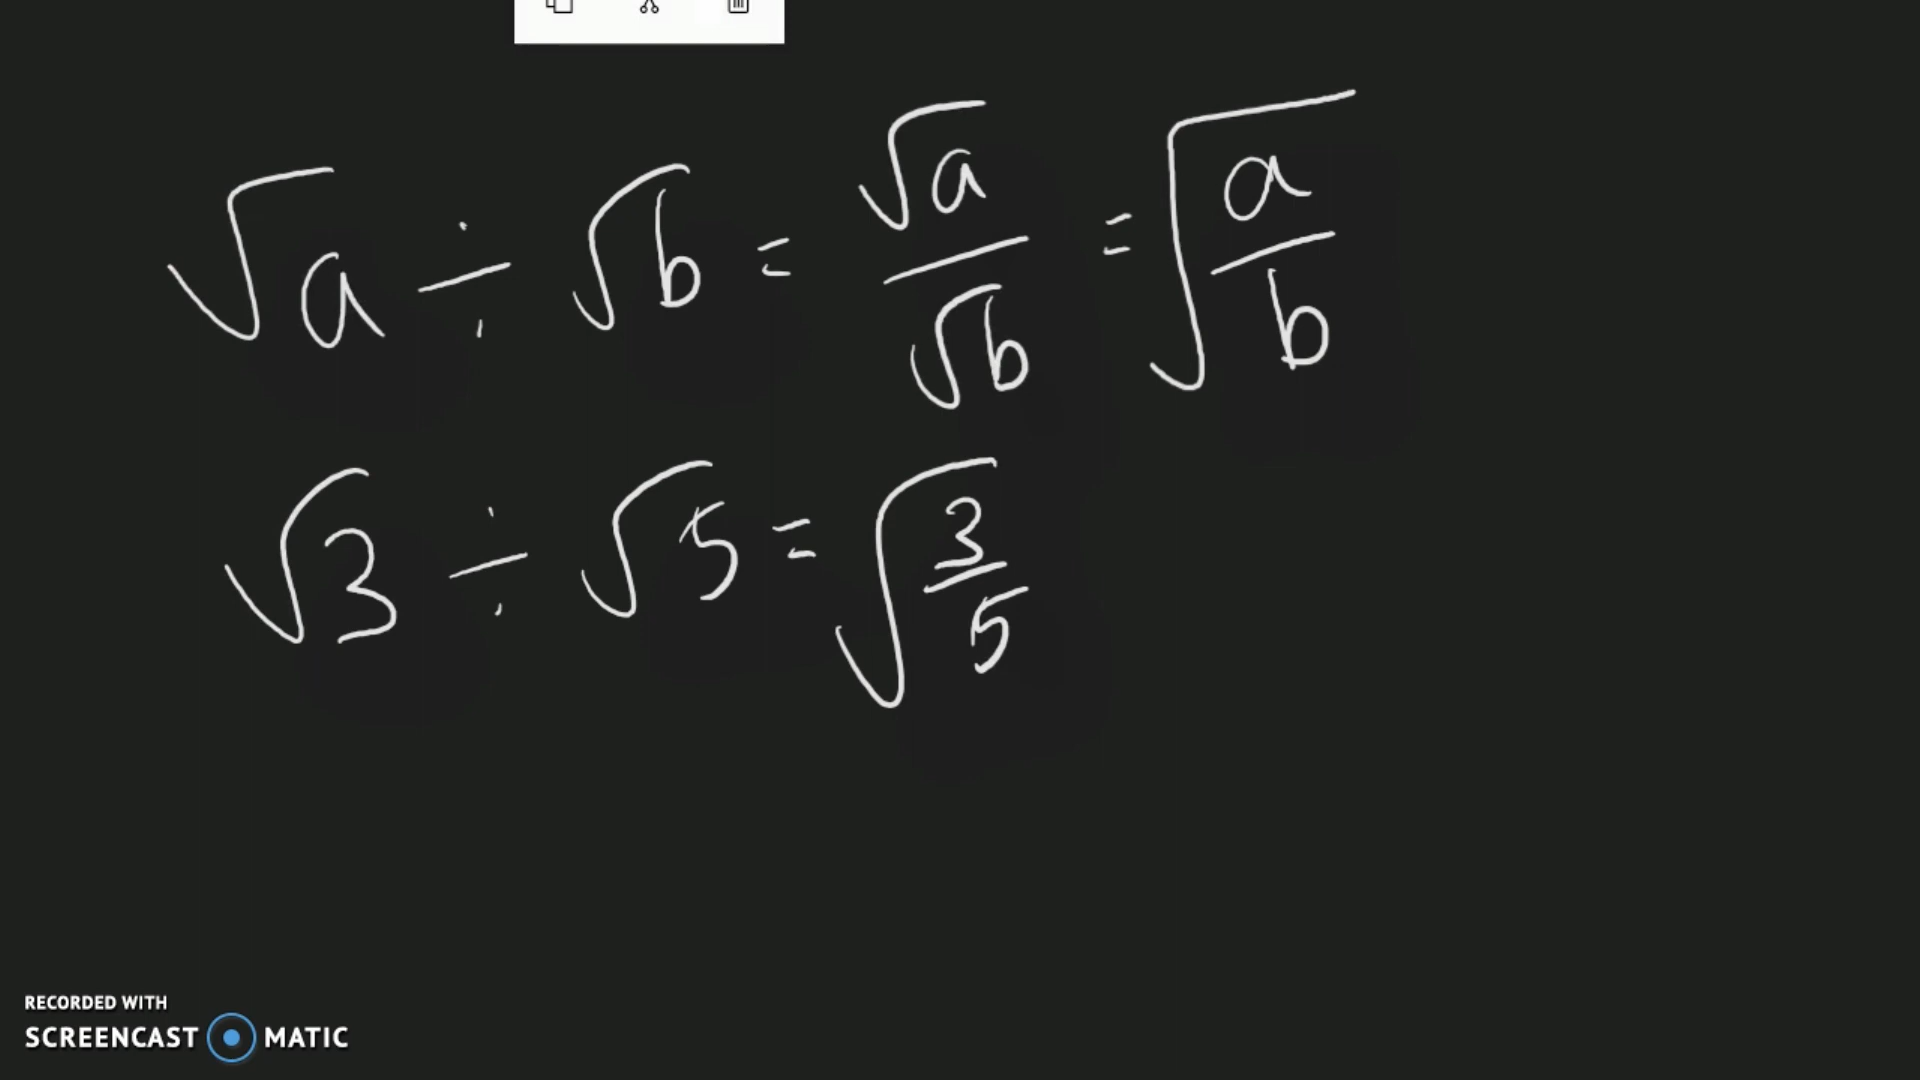 √a ÷ √b = √a/√b = √(a/b)
√3 ÷ √5 = √(3/5)
RECORDED WITH
SCREENCAST MATIC